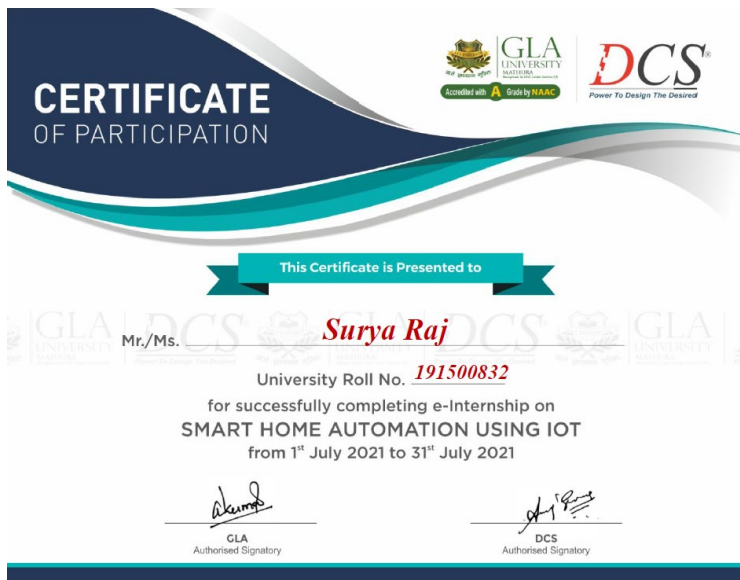 CERTIFICATE
OF PARTICIPATION
GLA
UNIVERSITY
MATHURA
Accredited with A Grade by NAAC
DCS®
Power To Design The Desired
This Certificate is Presented to
Mr./Ms. Surya Raj
University Roll No. 191500832
for successfully completing e-Internship on
SMART HOME AUTOMATION USING IOT
from 1st July 2021 to 31st July 2021
GLA
Authorised Signatory
DCS
Authorised Signatory